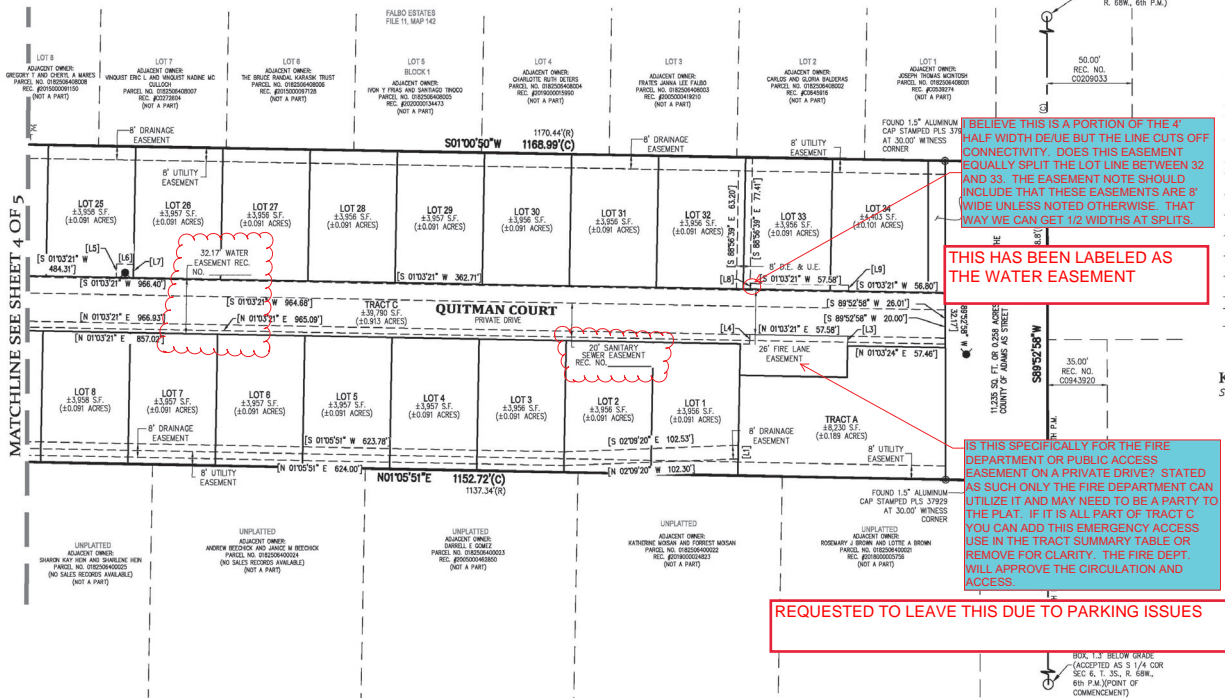 FALBO ESTATES
FILE 11, MAP 142
R. 68W., 6th P.M.)
LOT 8
ADJACENT OWNER:
GREGORY T AND CHERYL A MARES
PARCEL NO. 0182506408008
REC. #2015000091150
(NOT A PART)
LOT 7
ADJACENT OWNER:
VINQUIST ERIC L AND VINQUIST NADINE MC
CULLOCH
PARCEL NO. 0182506408007
REC. #C0272804
(NOT A PART)
LOT 6
ADJACENT OWNER:
THE BRUCE RANDAL KARASIK TRUST
PARCEL NO. 0182506408006
REC. #2015000097128
(NOT A PART)
LOT 5
BLOCK 1
ADJACENT OWNER:
IVON Y FRIAS AND SANTIAGO TINOCO
PARCEL NO. 0182506408005
REC. #2020000134473
(NOT A PART)
LOT 4
ADJACENT OWNER:
CHARLOTTE RUTH DETERS
PARCEL NO. 0182506408004
REC. #2019000015990
(NOT A PART)
LOT 3
ADJACENT OWNER:
FRATES JANNA LEE FALBO
PARCEL NO. 0182506408003
REC. #2005000419210
(NOT A PART)
LOT 2
ADJACENT OWNER:
CARLOS AND GLORIA BALDERAS
PARCEL NO. 0182506408002
REC. #C0645916
(NOT A PART)
LOT 1
ADJACENT OWNER:
JOSEPH THOMAS MCINTOSH
PARCEL NO. 0182506408001
REC. #C0539274
(NOT A PART)
50.00'
REC. NO.
C0209033
8' DRAINAGE
EASEMENT
8' UTILITY
EASEMENT
S01°00'50"W
1170.44'(R)
1168.99'(C)
8' DRAINAGE
EASEMENT
8' UTILITY
EASEMENT
FOUND 1.5" ALUMINUM
CAP STAMPED PLS 379
AT 30.00' WITNESS
CORNER
I BELIEVE THIS IS A PORTION OF THE 4'
HALF WIDTH DE/UE BUT THE LINE CUTS OFF
CONNECTIVITY. DOES THIS EASEMENT
EQUALLY SPLIT THE LOT LINE BETWEEN 32
AND 33. THE EASEMENT NOTE SHOULD
INCLUDE THAT THESE EASEMENTS ARE 8'
WIDE UNLESS NOTED OTHERWISE. THAT
WAY WE CAN GET 1/2 WIDTHS AT SPLITS.
THIS HAS BEEN LABELED AS
THE WATER EASEMENT
MATCHLINE SEE SHEET 4 OF 5
LOT 25
±3,958 S.F.
(±0.091 ACRES)
LOT 26
±3,957 S.F.
(±0.091 ACRES)
LOT 27
±3,956 S.F.
(±0.091 ACRES)
LOT 28
±3,956 S.F.
(±0.091 ACRES)
LOT 29
±3,957 S.F.
(±0.091 ACRES)
LOT 30
±3,956 S.F.
(±0.091 ACRES)
LOT 31
±3,956 S.F.
(±0.091 ACRES)
LOT 32
±3,956 S.F.
(±0.091 ACRES)
[S 88°56'39" E 63.20']
[S 88°56'39" E 77.41']
LOT 33
±3,956 S.F.
(±0.091 ACRES)
LOT 34
±4,403 S.F.
(±0.101 ACRES)
8' D.E. & U.E.
[L5]
[L6]
[L7]
[L8]
[L9]
[S 01°03'21" W
484.31']
32.17' WATER
EASEMENT REC.
NO.
[S 01°03'21" W 966.40']
[S 01°03'21" W 362.71']
[S 01°03'21" W 57.58']
[S 01°03'21" W 56.80']
[S 01°03'21" W 964.68']
TRACT C
±39,790 S.F.
(±0.913 ACRES)
QUITMAN COURT
PRIVATE DRIVE
[S 89°52'58" W 26.01']
[S 89°52'58" W 20.00']
[N 01°03'21" E 966.93']
[N 01°03'21" E 965.09']
[N 01°03'21" E 857.02']
[L4]
[N 01°03'21" E 57.58']
[L3]
[N 01°03'24" E 57.46']
20' SANITARY
SEWER EASEMENT
REC. NO.
26' FIRE LANE
EASEMENT
11,235 SQ. FT. OR 0.258 ACRES
COUNTY OF ADAMS AS STREET
S89°52'58"W
35.00'
REC. NO.
C0943920
LOT 8
±3,958 S.F.
(±0.091 ACRES)
LOT 7
±3,957 S.F.
(±0.091 ACRES)
LOT 6
±3,956 S.F.
(±0.091 ACRES)
LOT 5
±3,957 S.F.
(±0.091 ACRES)
LOT 4
±3,957 S.F.
(±0.091 ACRES)
LOT 3
±3,956 S.F.
(±0.091 ACRES)
LOT 2
±3,956 S.F.
(±0.091 ACRES)
LOT 1
±3,956 S.F.
(±0.091 ACRES)
TRACT A
±8,230 S.F.
(±0.189 ACRES)
8' DRAINAGE
EASEMENT
[S 01°05'51" W 623.78']
[S 02°09'20" E 102.53']
8' DRAINAGE
EASEMENT
[L1]
8' UTILITY
EASEMENT
8' UTILITY
EASEMENT
[N 01°05'51" E 624.00']
[N 02°09'20" W 102.30']
N01°05'51"E
1152.72'(C)
1137.34'(R)
FOUND 1.5" ALUMINUM
CAP STAMPED PLS 37929
AT 30.00' WITNESS
CORNER
IS THIS SPECIFICALLY FOR THE FIRE
DEPARTMENT OR PUBLIC ACCESS
EASEMENT ON A PRIVATE DRIVE? STATED
AS SUCH ONLY THE FIRE DEPARTMENT CAN
UTILIZE IT AND MAY NEED TO BE A PARTY TO
THE PLAT. IF IT IS ALL PART OF TRACT C
YOU CAN ADD THIS EMERGENCY ACCESS
USE IN THE TRACT SUMMARY TABLE OR
REMOVE FOR CLARITY. THE FIRE DEPT.
WILL APPROVE THE CIRCULATION AND
ACCESS.
UNPLATTED
ADJACENT OWNER:
SHARON KAY HEIN AND SHARLENE HEIN
PARCEL NO. 0182506400025
(NO SALES RECORDS AVAILABLE)
(NOT A PART)
UNPLATTED
ADJACENT OWNER:
ANDREW BEECHICK AND JANICE M BEECHICK
PARCEL NO. 0182506400024
(NO SALES RECORDS AVAILABLE)
(NOT A PART)
UNPLATTED
ADJACENT OWNER:
DARRELL E GOMEZ
PARCEL NO. 0182506400023
(NOT A PART)
UNPLATTED
ADJACENT OWNER:
KATHERINE MOISAN AND FORREST MOISAN
PARCEL NO. 0182506400022
REC. #2019000024823
(NOT A PART)
UNPLATTED
ADJACENT OWNER:
ROSEMARY J BROWN AND LOTTE A BROWN
PARCEL NO. 0182506400021
REC. #2018000005756
(NOT A PART)
REQUESTED TO LEAVE THIS DUE TO PARKING ISSUES
BOX, 1.3' BELOW GRADE
(ACCEPTED AS S 1/4 COR
SEC 6, T. 3S., R. 68W.,
6th P.M.)(POINT OF
COMMENCEMENT)